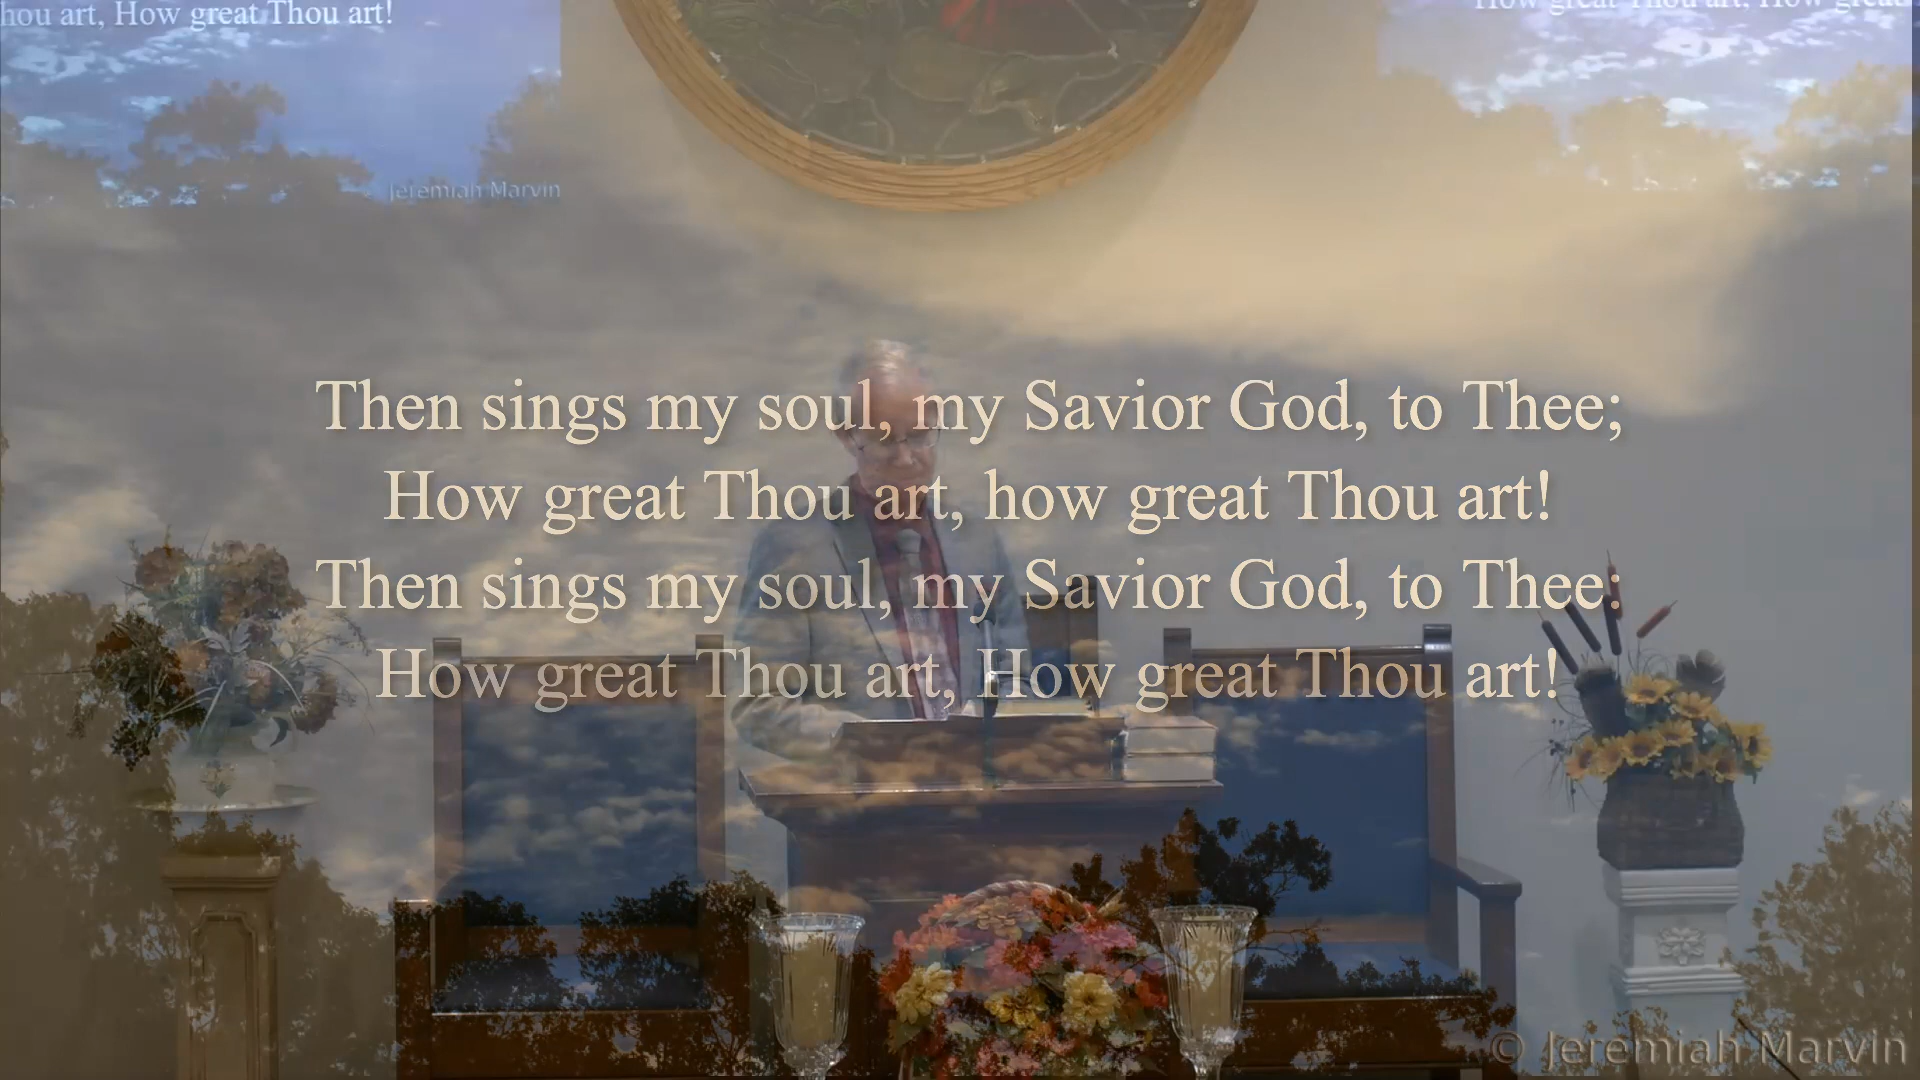 hou art, How great Thou art!
How great Thou art, How great
Jeremiah Marvin
Then sings my soul, my Savior God, to Thee;
How great Thou art, how great Thou art!
Then sings my soul, my Savior God, to Thee:
How great Thou art, How great Thou art!
© Jeremiah Marvin